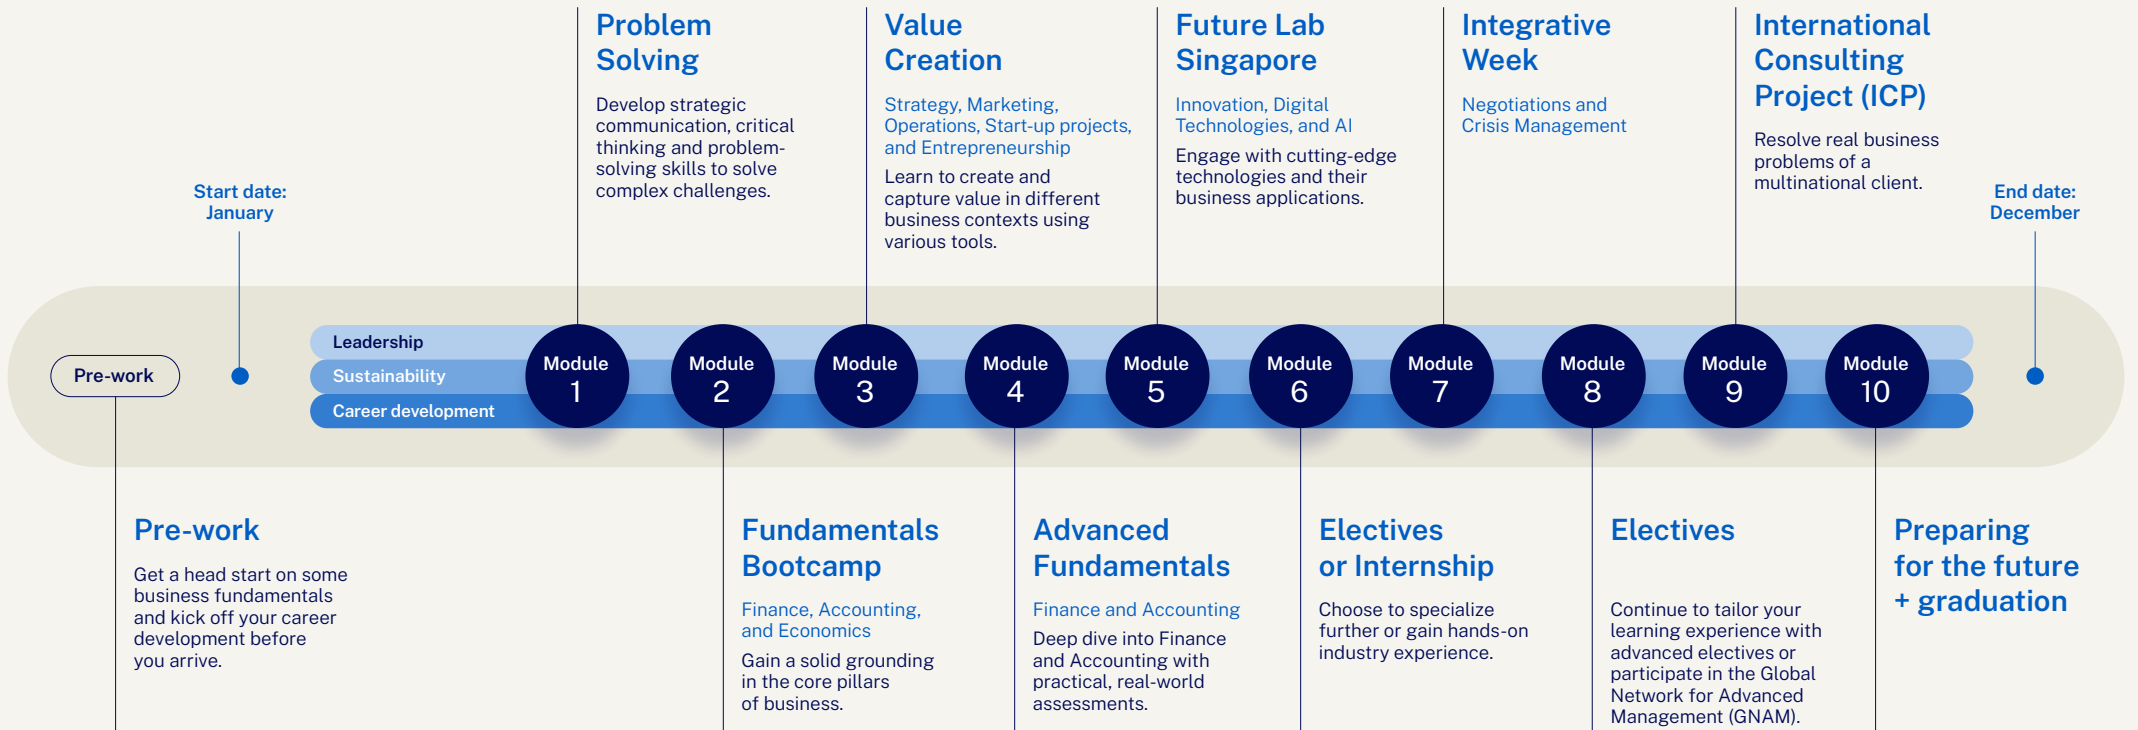 Problem
Solving
Develop strategic
communication, critical
thinking and problem-
solving skills to solve
complex challenges.
Value
Creation
Strategy, Marketing,
Operations, Start-up projects,
and Entrepreneurship
Learn to create and
capture value in different
business contexts using
various tools.
Future Lab
Singapore
Innovation, Digital
Technologies, and AI
Engage with cutting-edge
technologies and their
business applications.
Integrative
Week
Negotiations and
Crisis Management
International
Consulting
Project (ICP)
Resolve real business
problems of a
multinational client.
Start date:
January
End date:
December
Pre-work
Leadership
Sustainability
Career development
Module
1
Module
2
Module
3
Module
4
Module
5
Module
6
Module
7
Module
8
Module
9
Module
10
Pre-work
Get a head start on some
business fundamentals
and kick off your career
development before
you arrive.
Fundamentals
Bootcamp
Finance, Accounting,
and Economics
Gain a solid grounding
in the core pillars
of business.
Advanced
Fundamentals
Finance and Accounting
Deep dive into Finance
and Accounting with
practical, real-world
assessments.
Electives
or Internship
Choose to specialize
further or gain hands-on
industry experience.
Electives
Continue to tailor your
learning experience with
advanced electives or
participate in the Global
Network for Advanced
Management (GNAM).
Preparing
for the future
+ graduation